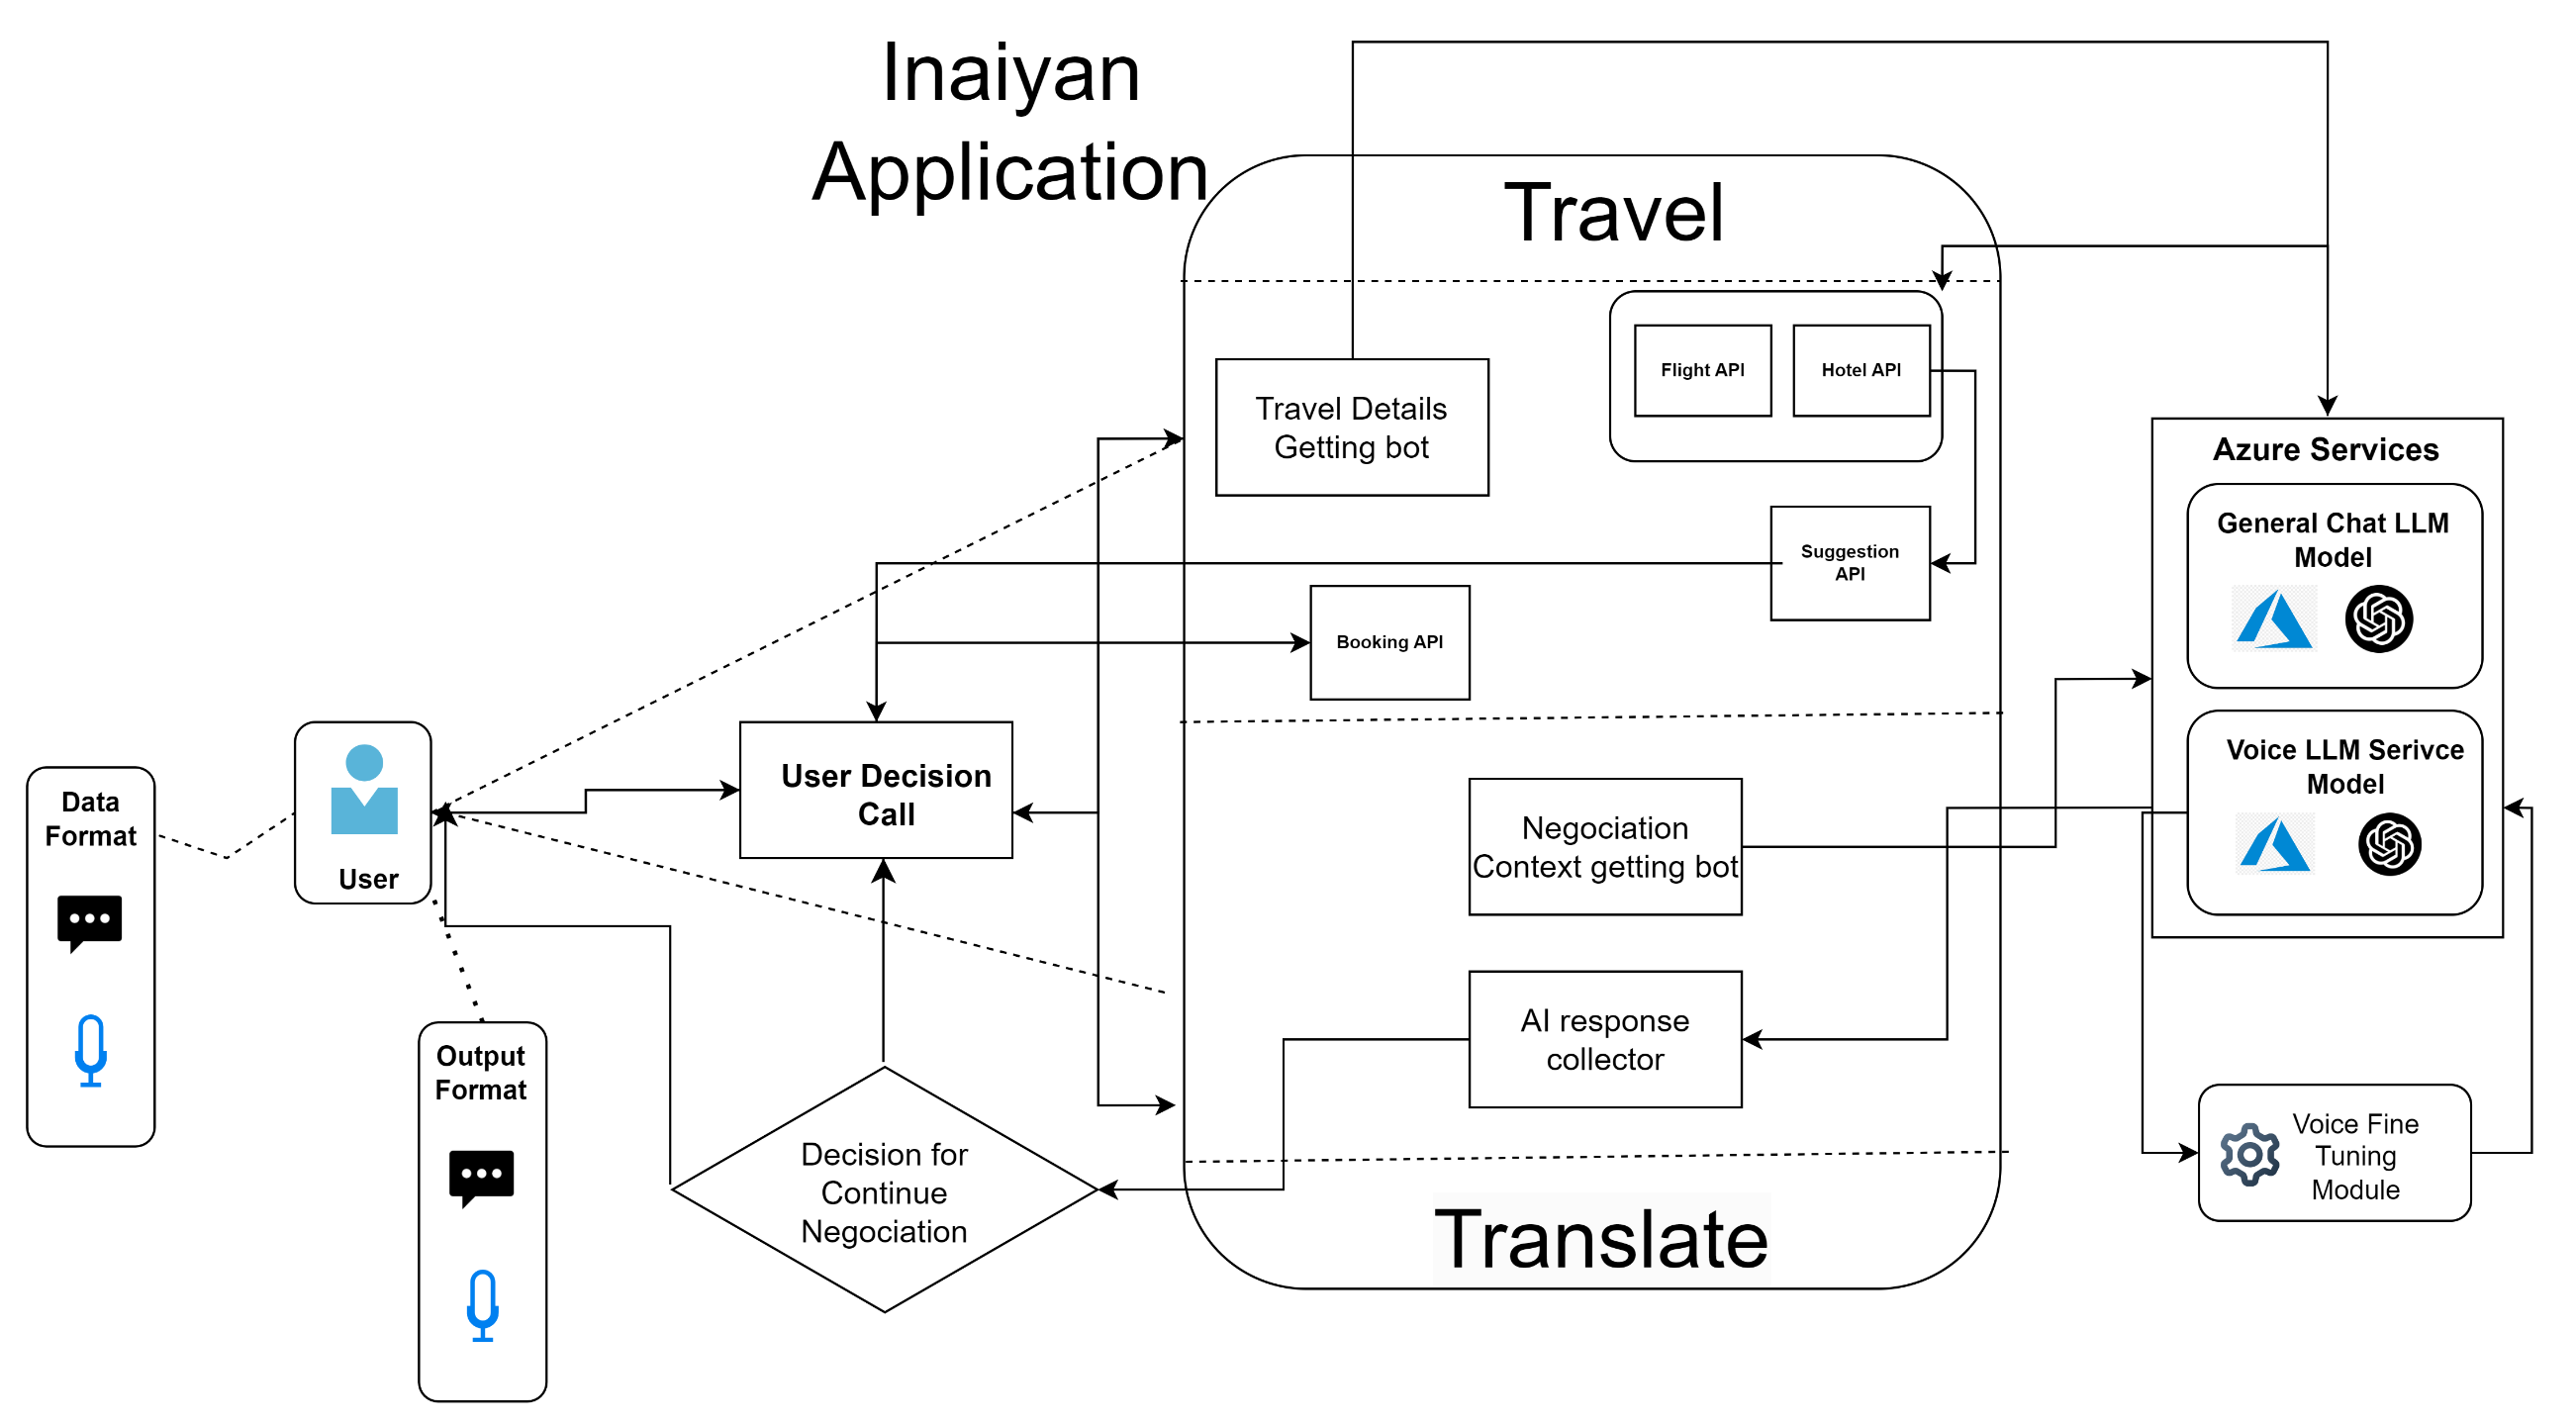 Inaiyan
Application
Travel
Flight API
Hotel API
Travel Details
Getting bot
Azure Services
General Chat LLM
Model
Suggestion
API
Booking API
User Decision
Call
Voice LLM Serivce
Model
Data
Format
User
Negociation
Context getting bot
AI response
collector
Output
Format
Decision for
Continue
Negociation
Voice Fine
Tuning
Module
Translate